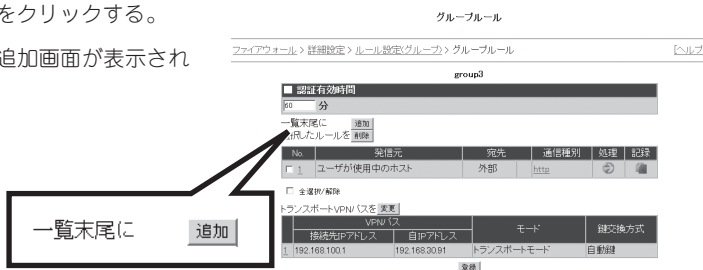 をクリックする。
追加画面が表示され
グループルール
ファイアウォール > 詳細設定 > ルール設定(グループ) > グループルール
[ヘルプ
group3
■ 認証有効時間
60 分
一覧末尾に 追加
したルールを 削除
No. 発信元 宛先 通信種別 処理 記録
1 ユーザが使用中のホスト 外部 http
全選択/解除
トランスポートVPNパスを 変更
VPNパス モード 鍵交換方式
接続先IPアドレス 自IPアドレス
1 192.168.100.1 192.168.30.91 トランスポートモード 自動鍵
登録
一覧末尾に 追加